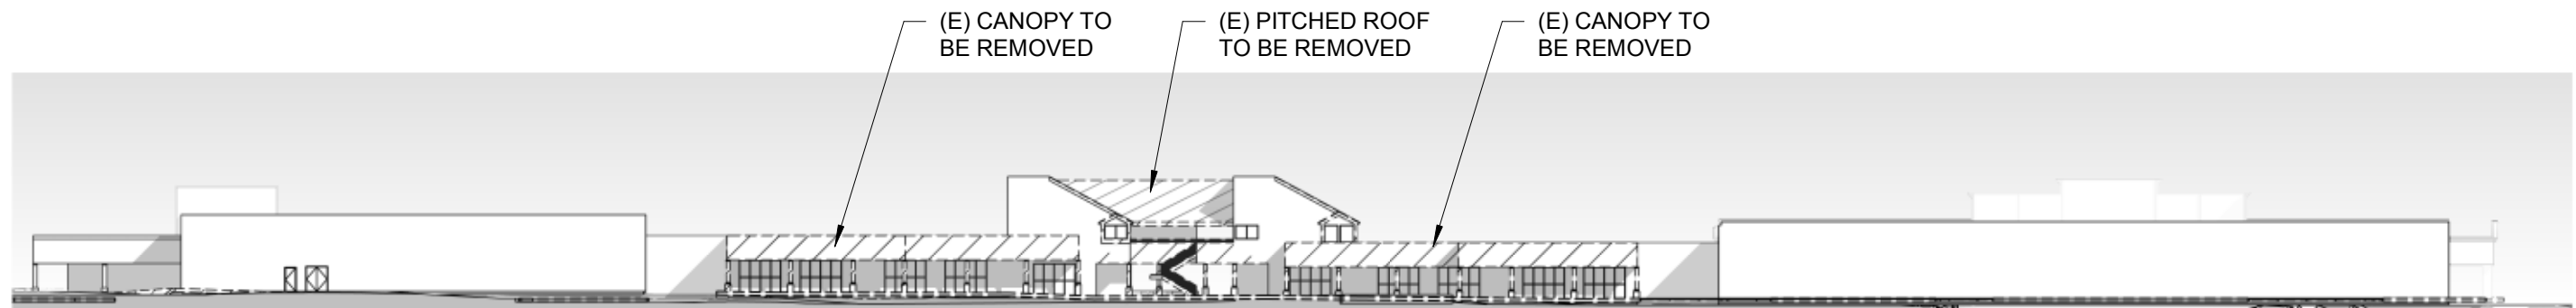 (E) CANOPY TO
BE REMOVED
(E) PITCHED ROOF
TO BE REMOVED
(E) CANOPY TO
BE REMOVED